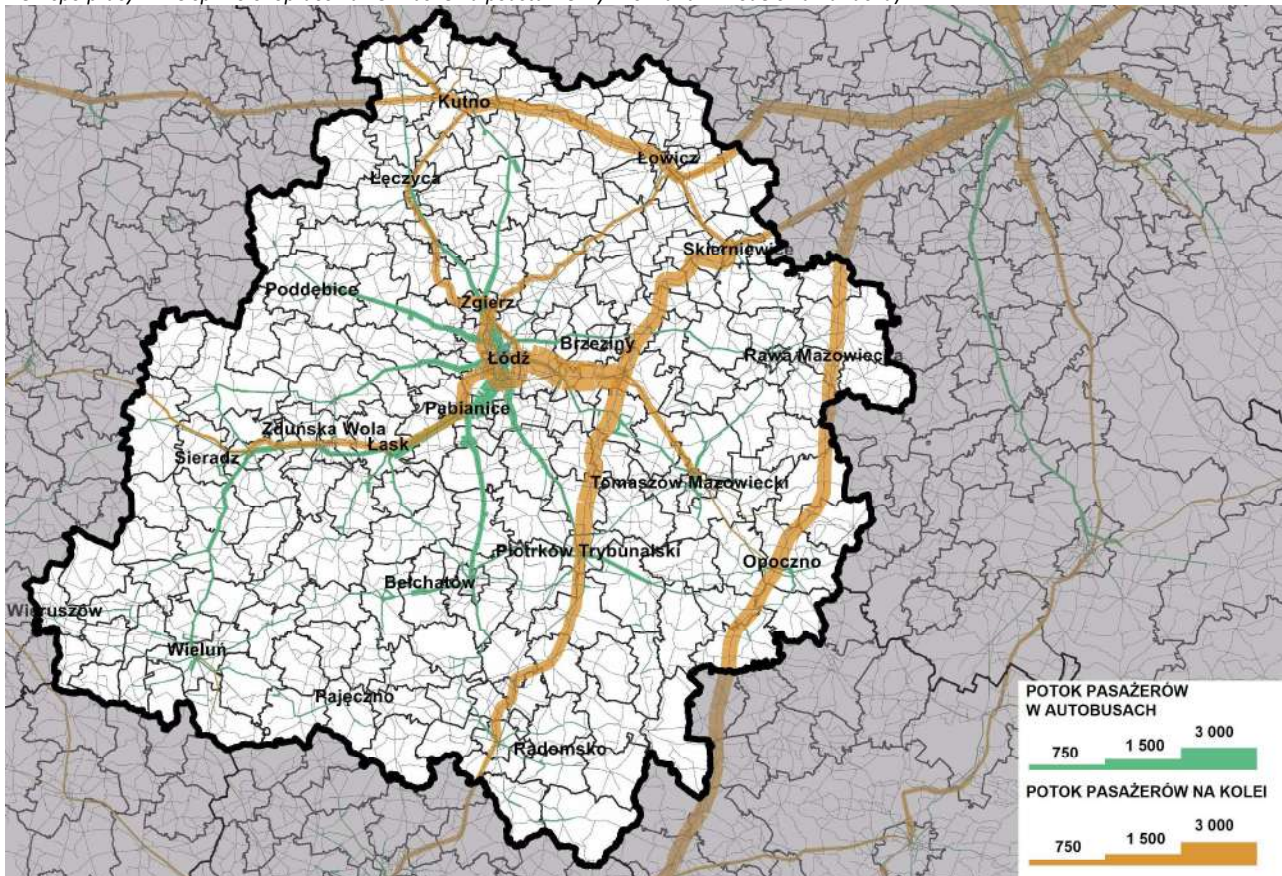 Kutno
Łowicz
Łęczyca
Skierniewice
Poddębice
Zgierz
Brzeziny
Łódź
Rawa Mazowiecka
Pabianice
Zduńska Wola
Łask
Sieradz
Tomaszów Mazowiecki
Piotrków Trybunalski
Opoczno
Bełchatów
Wieruszów
Wieluń
Pajęczno
Radomsko
POTOK PASAŻERÓW
W AUTOBUSACH
750 1 500 3 000
POTOK PASAŻERÓW NA KOLEI
750 1 500 3 000